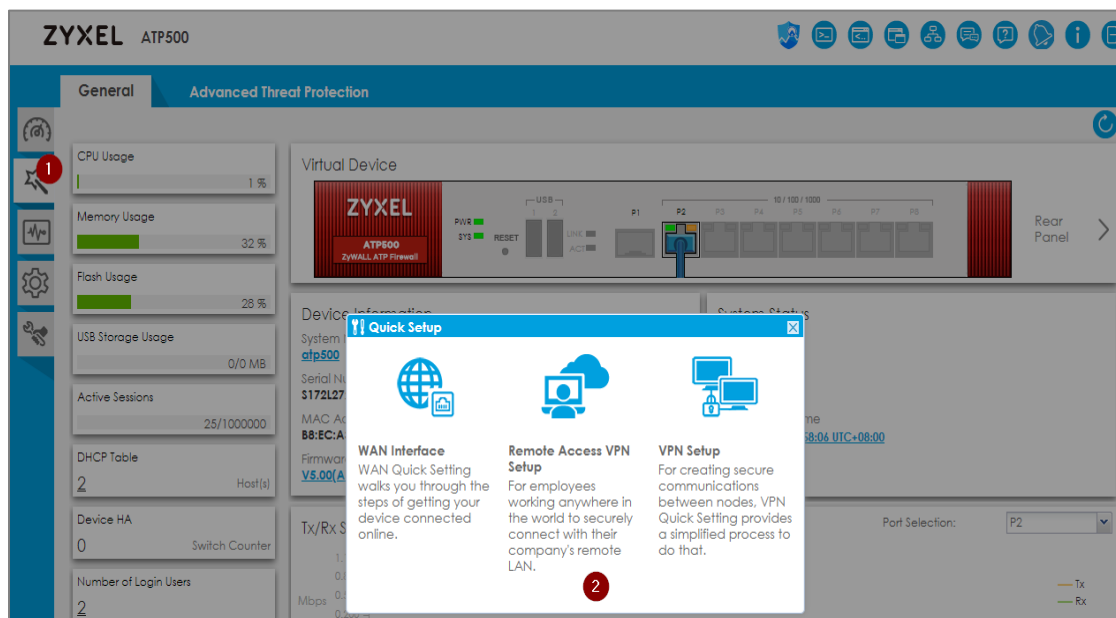 ZYXEL ATP500
General Advanced Threat Protection
1
CPU Usage
1 %
Memory Usage
32 %
Flash Usage
28 %
USB Storage Usage
0/0 MB
Active Sessions
25/1000000
DHCP Table
2 Host(s)
Device HA
0 Switch Counter
Number of Login Users
2
Virtual Device
ZYXEL
ATP500
ZyWALL ATP Firewall
PWR
SYS
RESET
USB
1 2
LINK
ACT
10 / 100 / 1000
P1 P2 P3 P4 P5 P6 P7 P8
Rear
Panel
Device Information
System
atp500
Serial Nu
S172L27
MAC Ad
B8:EC:A
Firmwar
V5.00(A
System Status
me
58:06 UTC+08:00
Quick Setup
WAN Interface
WAN Quick Setting
walks you through the
steps of getting your
device connected
online.
Remote Access VPN
Setup
For employees
working anywhere in
the world to securely
connect with their
company's remote
LAN.
2
VPN Setup
For creating secure
communications
between nodes, VPN
Quick Setting provides
a simplified process to
do that.
Tx/Rx S
Port Selection: P2
Mbps
Tx
Rx